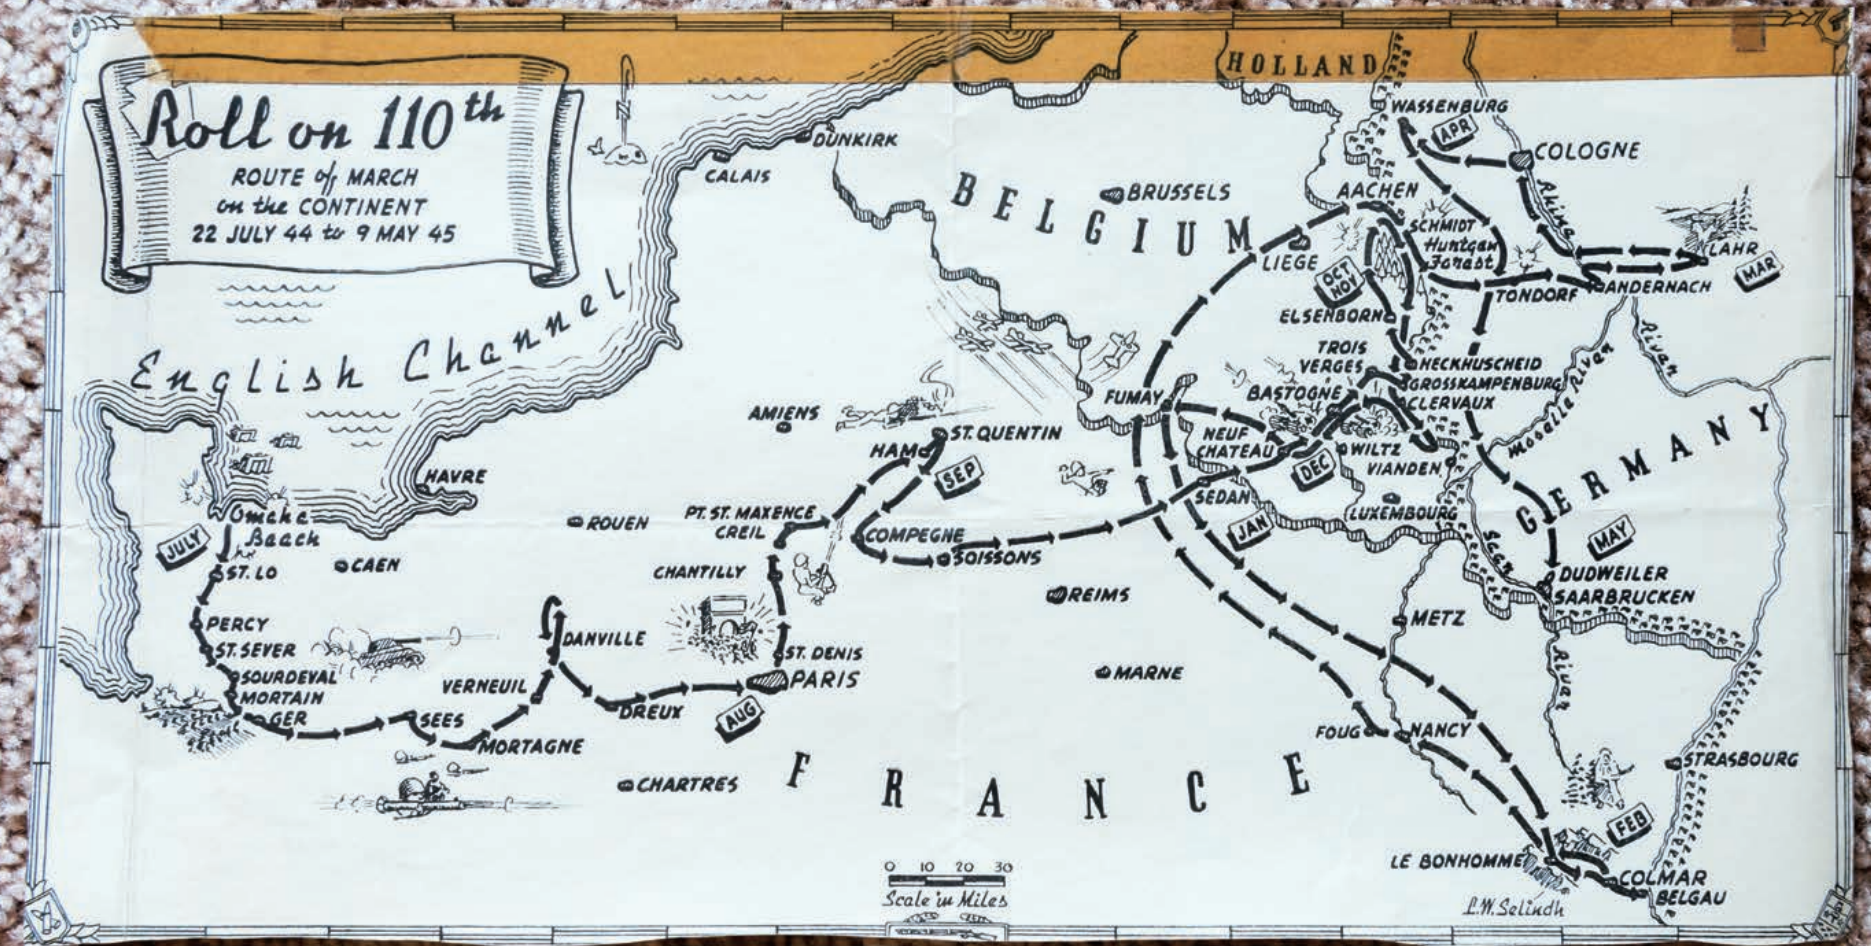 Roll on 110th
ROUTE of MARCH
on the CONTINENT
22 JULY 44 to 9 MAY 45
N
HOLLAND
WASSENBURG
APR
COLOGNE
DUNKIRK
CALAIS
BELGIUM
BRUSSELS
AACHEN
Rhine
SCHMIDT
Huntgan
Forest
LAHR
MAR
LIEGE
OCT
NOV
TONDORF
ANDERNACH
ELSENBORN
English Channel
River
TROIS
VERGES
HECKHUSCHEID
GROSSKAMPENBURG
CLERVAUX
Moselle River
FUMAY
BASTOGNE
AMIENS
HAM
ST. QUENTIN
NEUF
CHATEAU
WILTZ
VIANDEN
DEC
GERMANY
SEP
SEDAN
HAVRE
LUXEMBOURG
Omaha
Beach
JULY
ROUEN
PT. ST. MAXENCE
CREIL
COMPEGNE
SOISSONS
JAN
MAY
Saar
River
ST. LO
CAEN
CHANTILLY
DUDWEILER
SAARBRUCKEN
REIMS
METZ
PERCY
ST. SEVER
DANVILLE
ST. DENIS
SOURDEVAL
MORTAIN
GER
VERNEUIL
PARIS
MARNE
DREUX
AUG
SEES
MORTAGNE
FOUG
NANCY
CHARTRES
FRANCE
STRASBOURG
FEB
LE BONHOMME
COLMAR
BELGAU
0 10 20 30
Scale in Miles
L.W. Selindh